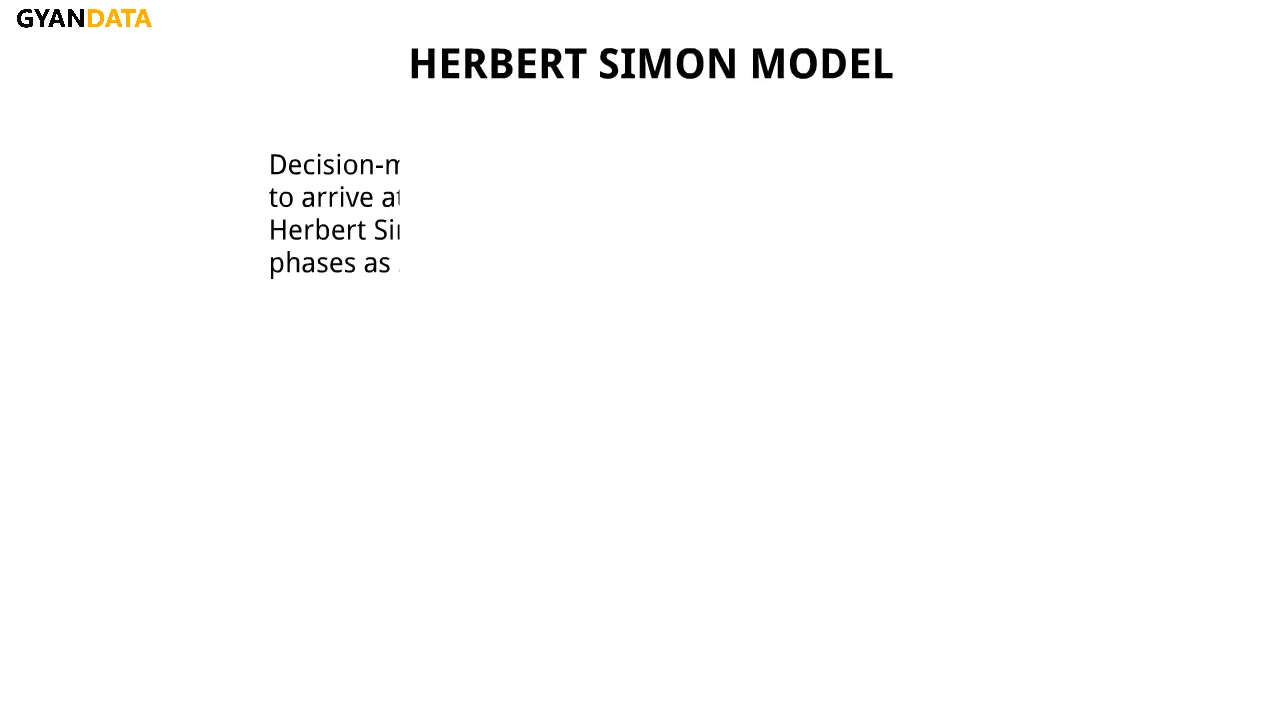 GYANDATA
HERBERT SIMON MODEL
Decision-
to arrive
Herbert
phases as